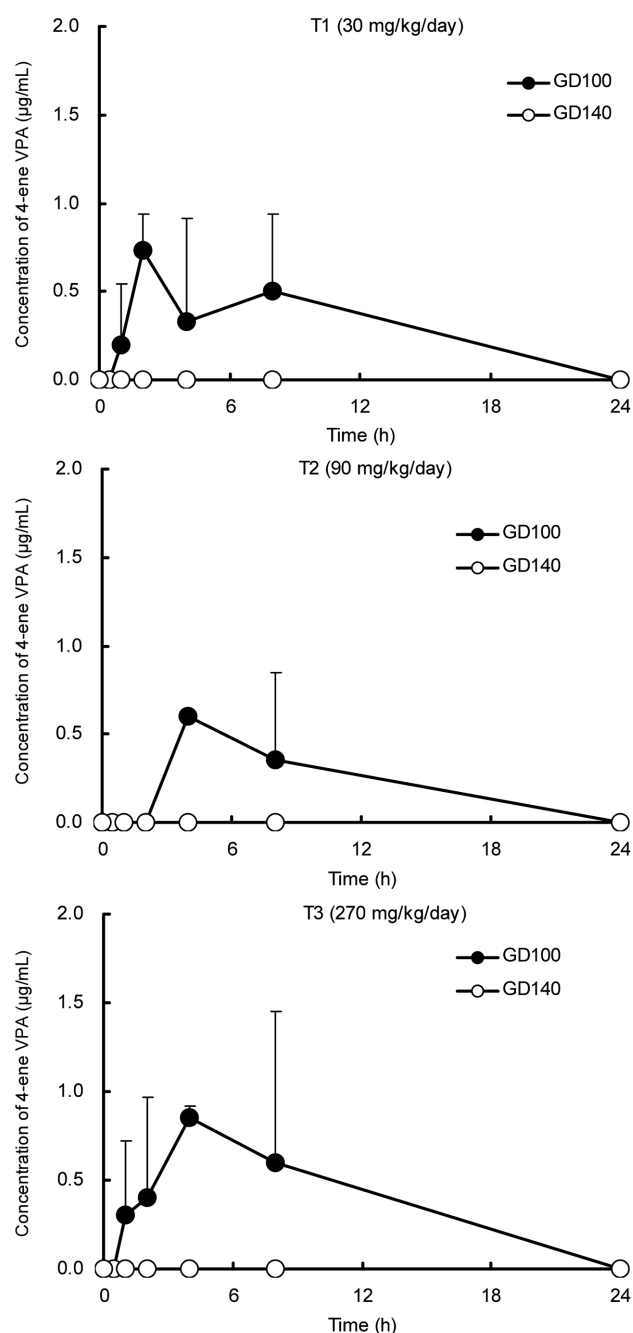 T1 (30 mg/kg/day)
Concentration of 4-ene VPA (µg/mL)
2.0
1.5
1.0
0.5
0.0
GD100
GD140
0 6 12 18 24
Time (h)
T2 (90 mg/kg/day)
Concentration of 4-ene VPA (µg/mL)
2.0
1.5
1.0
0.5
0.0
GD100
GD140
0 6 12 18 24
Time (h)
T3 (270 mg/kg/day)
Concentration of 4-ene VPA (µg/mL)
2.0
1.5
1.0
0.5
0.0
GD100
GD140
0 6 12 18 24
Time (h)